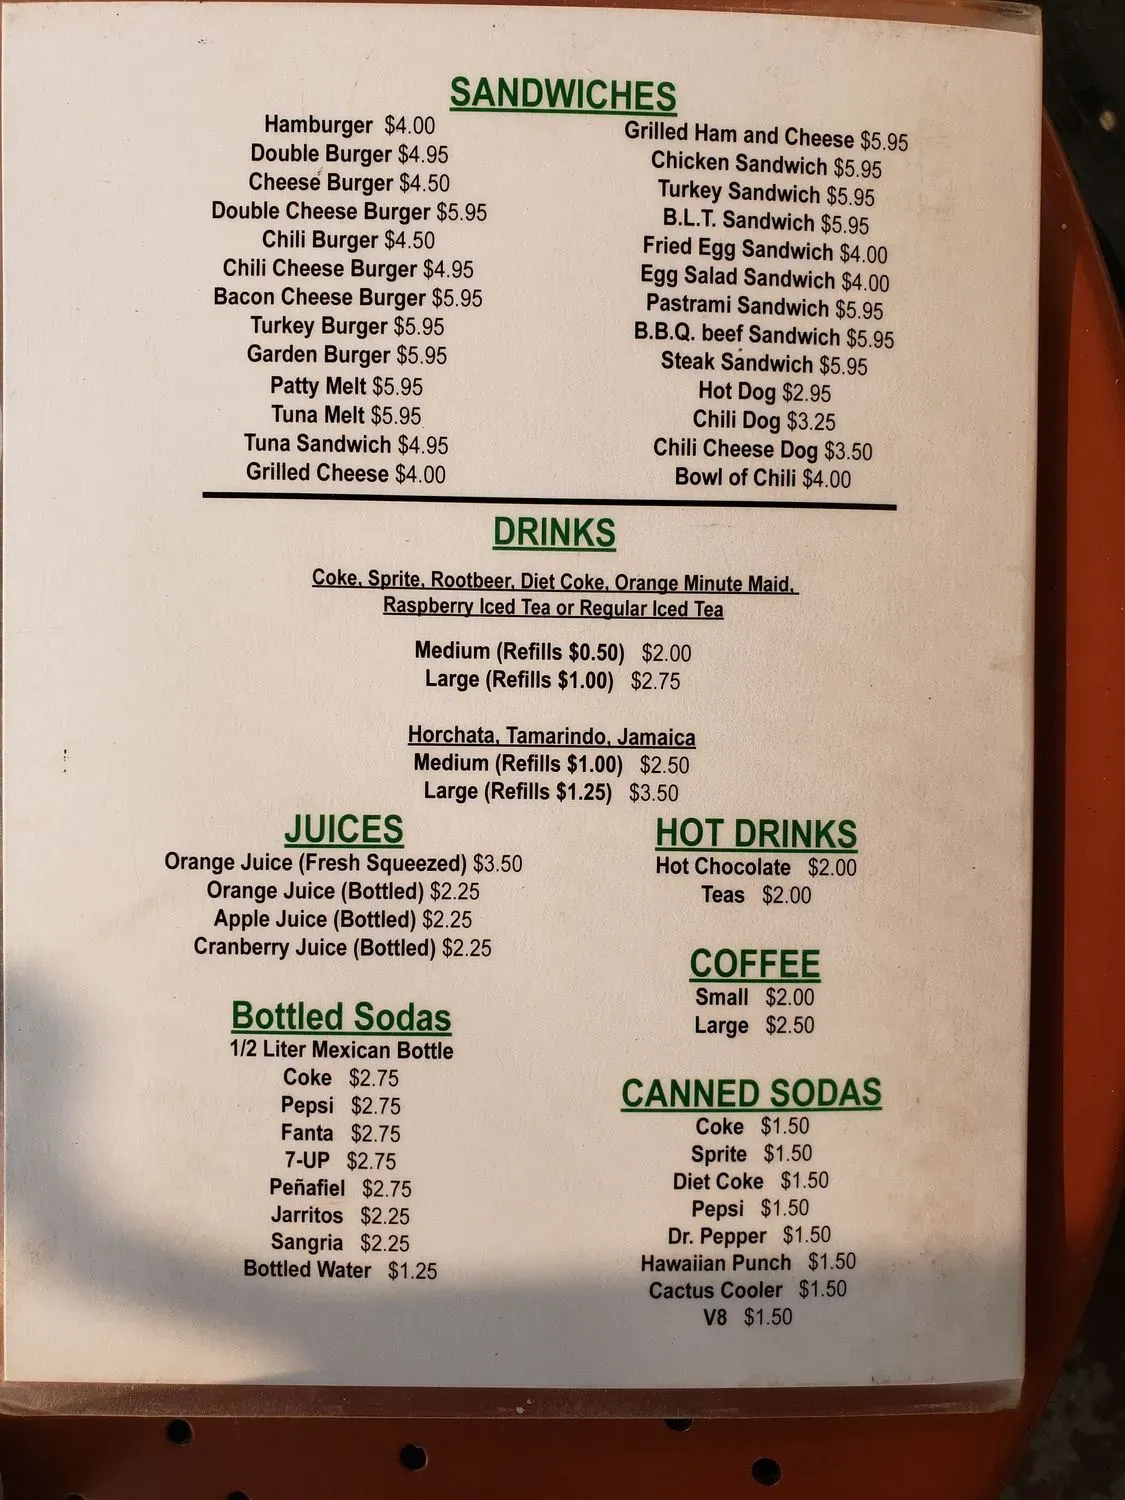 SANDWICHES
Hamburger $4.00
Double Burger $4.95
Cheese Burger $4.50
Double Cheese Burger $5.95
Chili Burger $4.50
Chili Cheese Burger $4.95
Bacon Cheese Burger $5.95
Turkey Burger $5.95
Garden Burger $5.95
Patty Melt $5.95
Tuna Melt $5.95
Tuna Sandwich $4.95
Grilled Cheese $4.00
Grilled Ham and Cheese $5.95
Chicken Sandwich $5.95
Turkey Sandwich $5.95
B.L.T. Sandwich $5.95
Fried Egg Sandwich $4.00
Egg Salad Sandwich $4.00
Pastrami Sandwich $5.95
B.B.Q. beef Sandwich $5.95
Steak Sandwich $5.95
Hot Dog $2.95
Chili Dog $3.25
Chili Cheese Dog $3.50
Bowl of Chili $4.00
DRINKS
Coke, Sprite, Rootbeer, Diet Coke, Orange Minute Maid,
Raspberry Iced Tea or Regular Iced Tea
Medium (Refills $0.50) $2.00
Large (Refills $1.00) $2.75
Horchata, Tamarindo, Jamaica
Medium (Refills $1.00) $2.50
Large (Refills $1.25) $3.50
JUICES
Orange Juice (Fresh Squeezed) $3.50
Orange Juice (Bottled) $2.25
Apple Juice (Bottled) $2.25
Cranberry Juice (Bottled) $2.25
Bottled Sodas
1/2 Liter Mexican Bottle
Coke $2.75
Pepsi $2.75
Fanta $2.75
7-UP $2.75
Peñafiel $2.75
Jarritos $2.25
Sangria $2.25
Bottled Water $1.25
HOT DRINKS
Hot Chocolate $2.00
Teas $2.00
COFFEE
Small $2.00
Large $2.50
CANNED SODAS
Coke $1.50
Sprite $1.50
Diet Coke $1.50
Pepsi $1.50
Dr. Pepper $1.50
Hawaiian Punch $1.50
Cactus Cooler $1.50
V8 $1.50